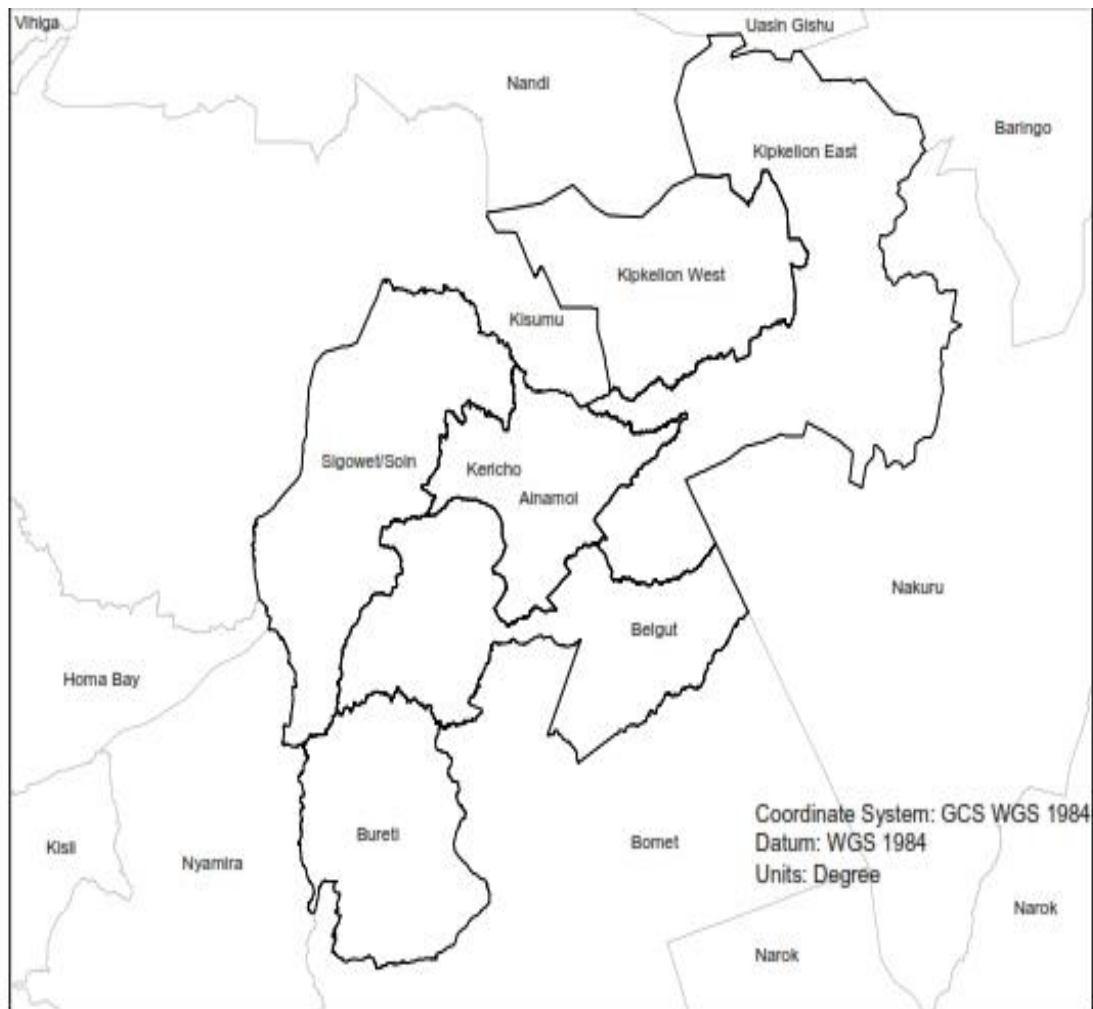 Vihiga
Uasin Gishu
Nandi
Baringo
Kipkelion East
Kipkelion West
Kisumu
Sigowet/Soin
Kericho
Ainamoi
Nakuru
Belgut
Homa Bay
Coordinate System: GCS WGS 1984
Datum: WGS 1984
Units: Degree
Bureti
Bomet
Kisii
Nyamira
Narok
Narok